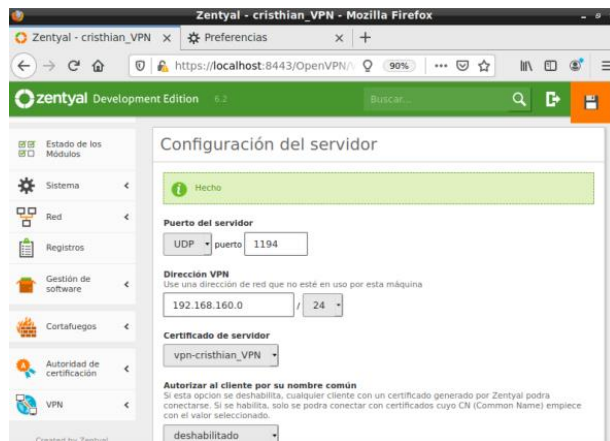 Zentyal - cristhian_VPN - Mozilla Firefox
Zentyal - cristhian_VPN × Preferencias × +
https://localhost:8443/OpenVPN/ 90%
zentyal Development Edition 6.2 Buscar...
Estado de los
Módulos
Sistema
Red
Registros
Gestión de
software
Cortafuegos
Autoridad de
certificación
VPN
Created by Zentyal
Configuración del servidor
Hecho
Puerto del servidor
UDP puerto 1194
Dirección VPN
Use una dirección de red que no esté en uso por esta máquina
192.168.160.0 / 24
Certificado de servidor
vpn-cristhian_VPN
Autorizar al cliente por su nombre común
Si esta opcion se deshabilita, cualquier cliente con un certificado generado por Zentyal podra
conectarse. Si se habilita, solo se podra conectar con certificados cuyo CN (Common Name) empiece
con el valor seleccionado.
deshabilitado